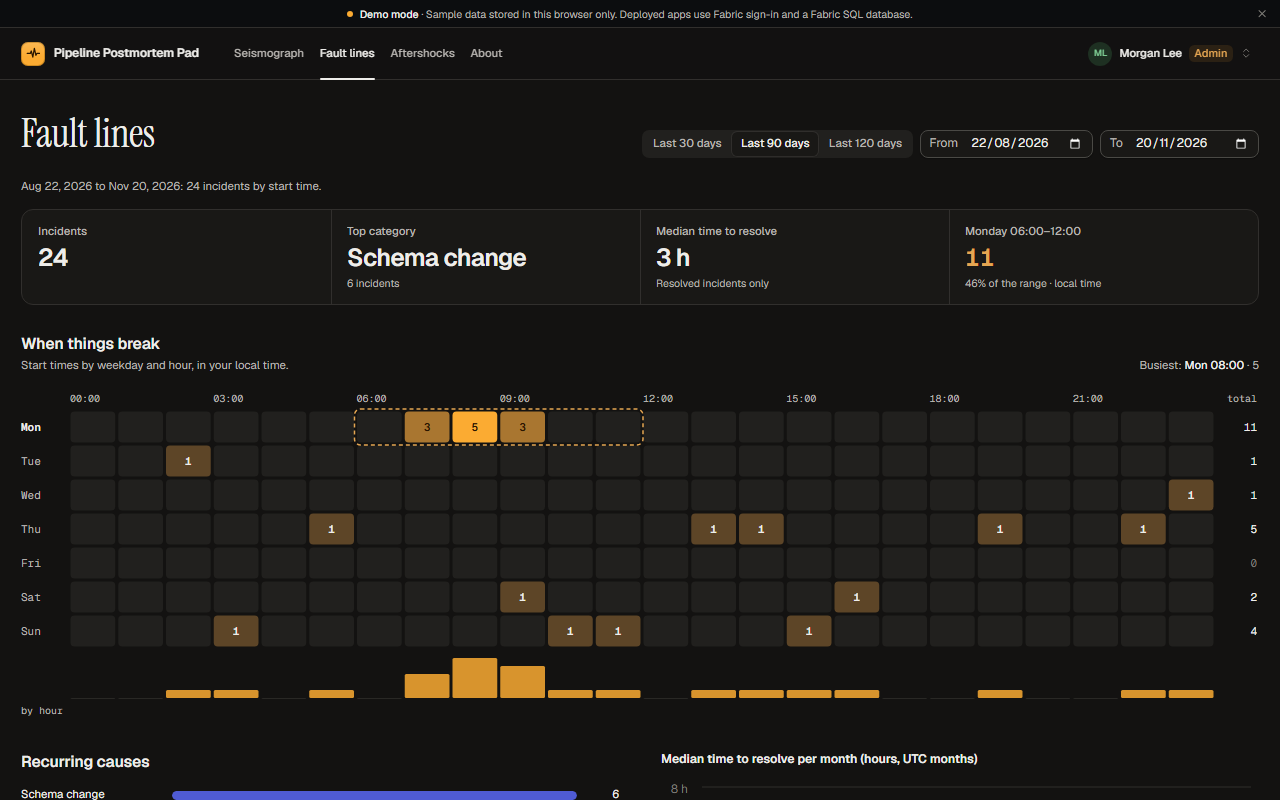 Demo mode · Sample data stored in this browser only. Deployed apps use Fabric sign-in and a Fabric SQL database.
Pipeline Postmortem Pad Seismograph Fault lines Aftershocks About ML Morgan Lee Admin
Fault lines
Last 30 days Last 90 days Last 120 days From 22/08/2026 To 20/11/2026
Aug 22, 2026 to Nov 20, 2026: 24 incidents by start time.
Incidents Top category Median time to resolve Monday 06:00–12:00
24 Schema change 3 h 11
6 incidents Resolved incidents only 46% of the range · local time
When things break
Start times by weekday and hour, in your local time. Busiest: Mon 08:00 · 5
00:00 03:00 06:00 09:00 12:00 15:00 18:00 21:00 total
Mon 3 5 3 11
Tue 1 1
Wed 1 1
Thu 1 1 1 1 1 5
Fri 0
Sat 1 1 2
Sun 1 1 1 1 4
by hour
Recurring causes Median time to resolve per month (hours, UTC months)
Schema change 6 8 h